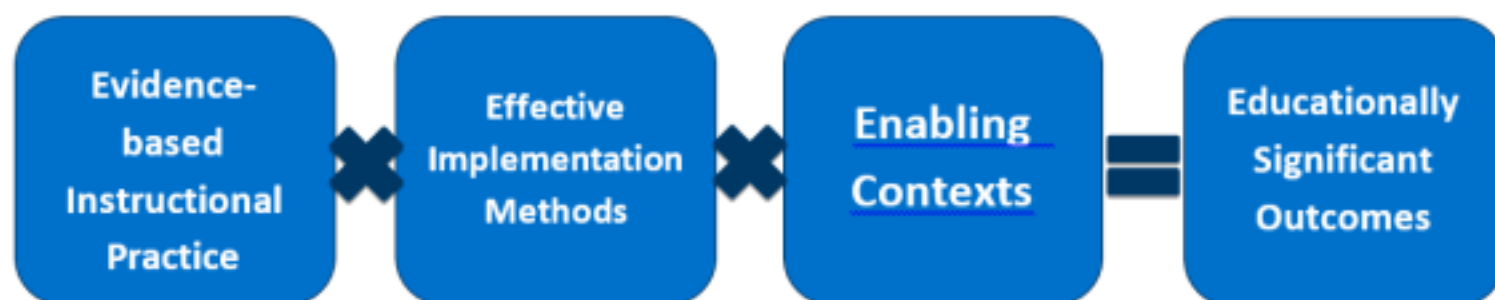 Evidence-
based
Instructional
Practice
Effective
Implementation
Methods
Enabling
Contexts
Educationally
Significant
Outcomes